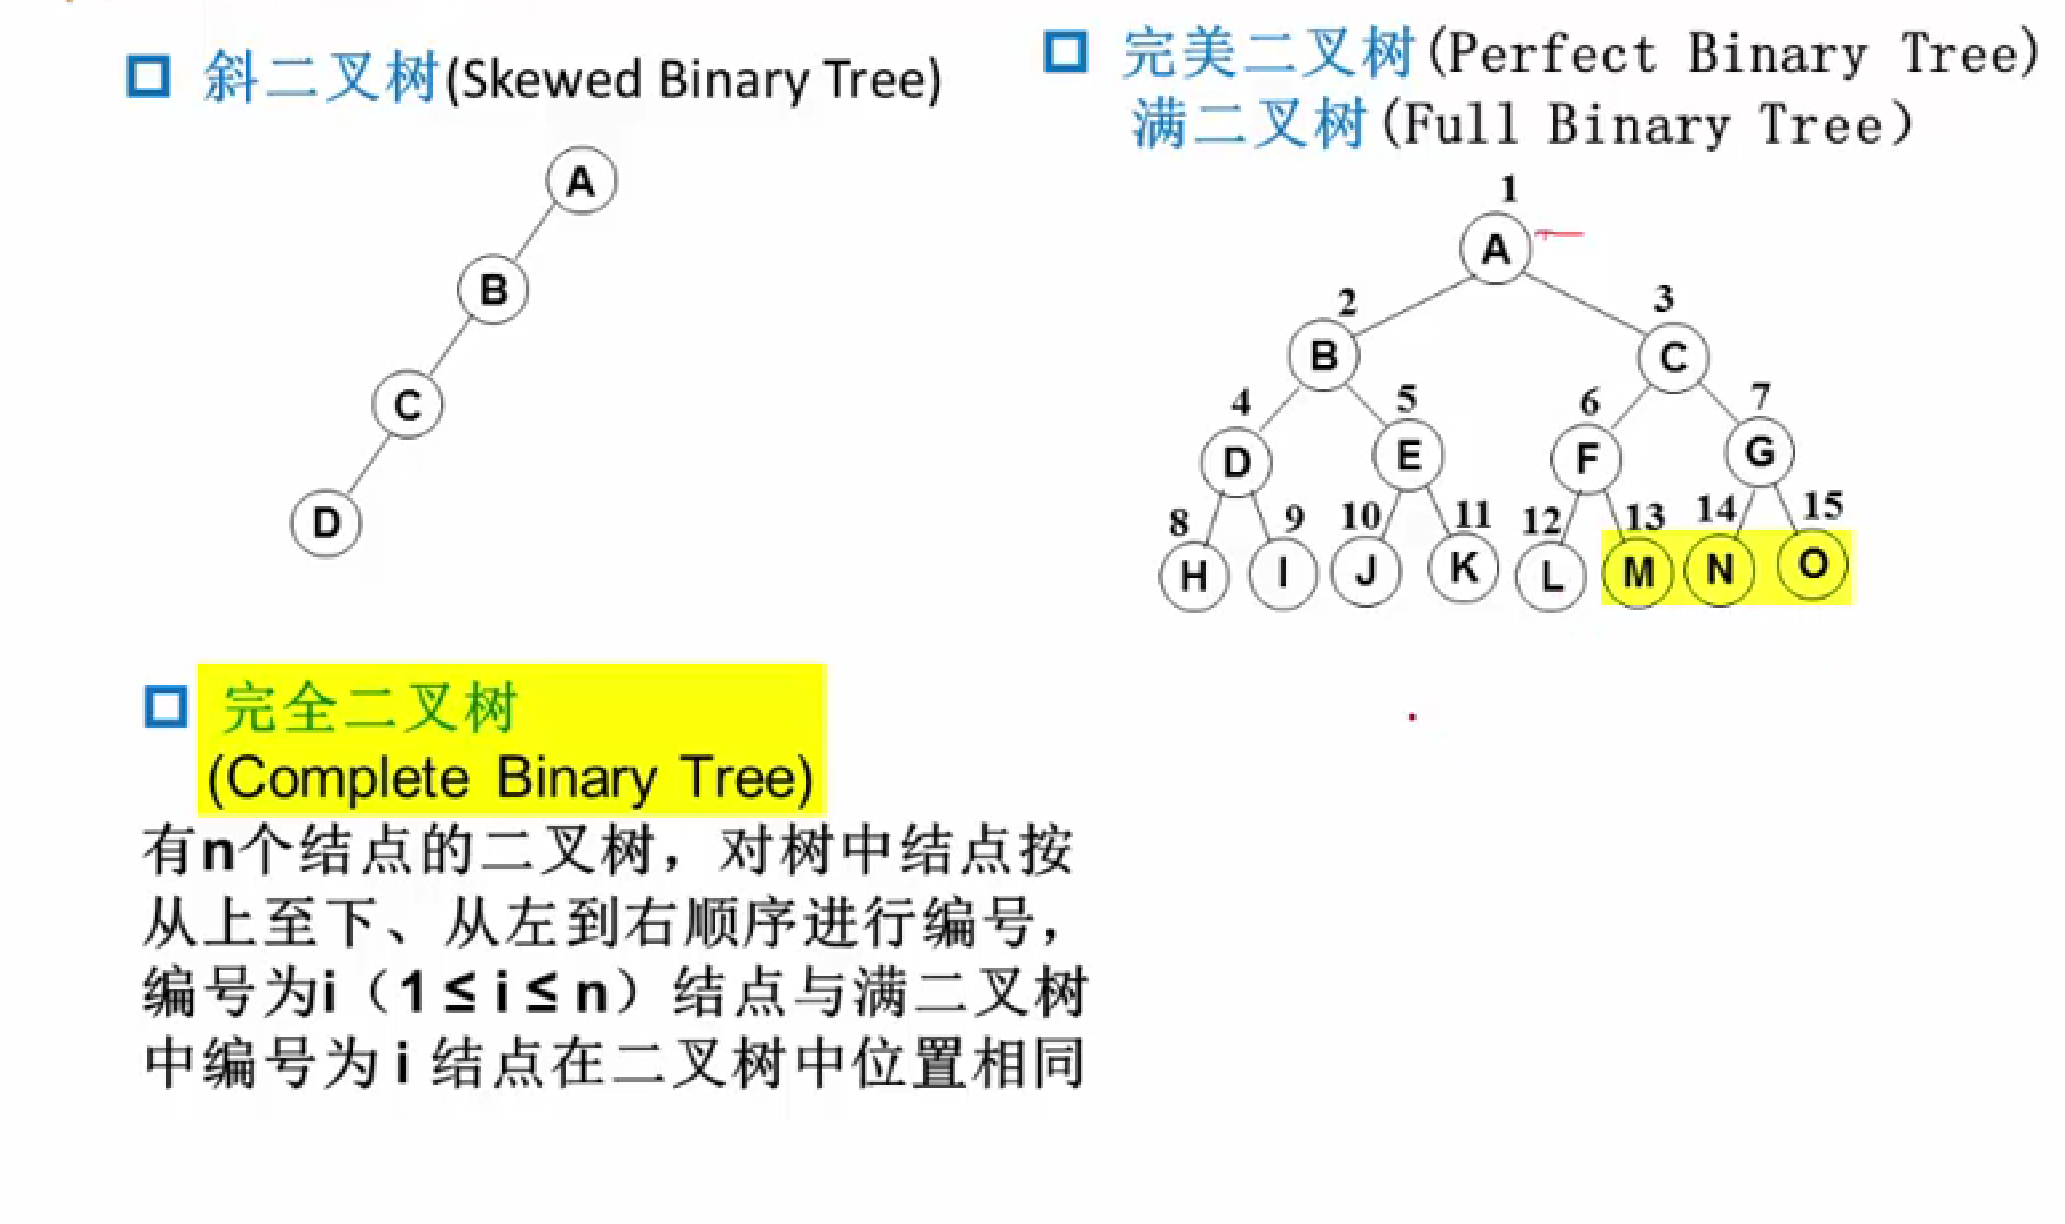 斜二叉树(Skewed Binary Tree)
A
B
C
D
完美二叉树(Perfect Binary Tree)
满二叉树(Full Binary Tree)
1
A
2 3
B C
4 5 6 7
D E F G
8 9 10 11 12 13 14 15
H I J K L M N O
完全二叉树
(Complete Binary Tree)
有n个结点的二叉树，对树中结点按
从上至下、从左到右顺序进行编号，
编号为i（1≤i≤n）结点与满二叉树
中编号为 i 结点在二叉树中位置相同